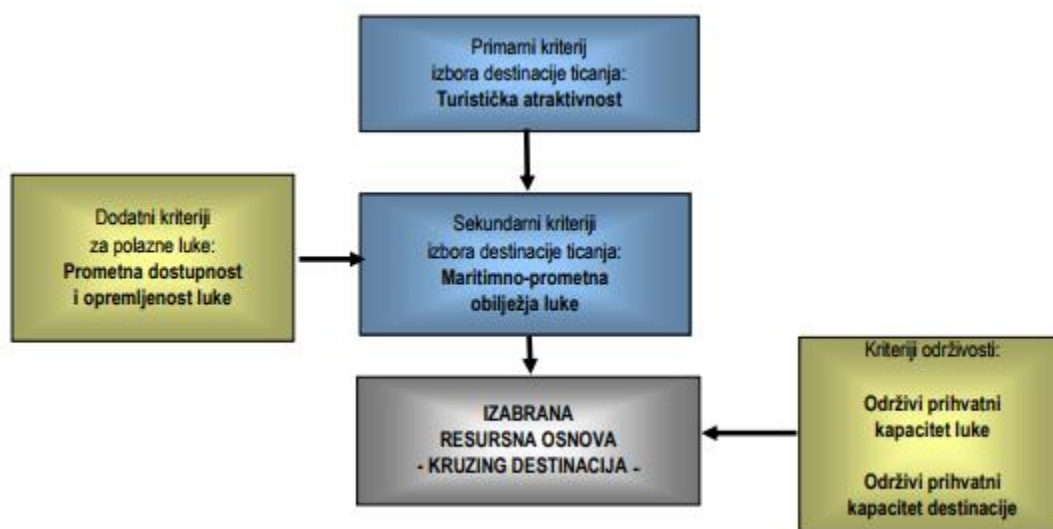 Primarni kriterij
izbora destinacije ticanja:
Turistička atraktivnost
Dodatni kriteriji
za polazne luke:
Prometna dostupnost
i opremljenost luke
Sekundarni kriteriji
izbora destinacije ticanja:
Maritimno-prometna
obilježja luke
Kriteriji održivosti:
Održivi prihvatni
kapacitet luke
Održivi prihvatni
kapacitet destinacije
IZABRANA
RESURSNA OSNOVA
- KRUZING DESTINACIJA -